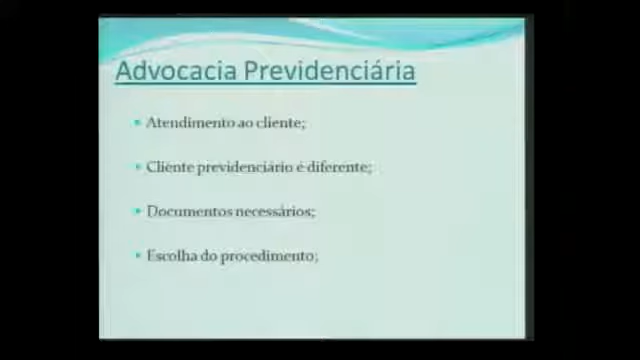 Advocacia Previdenciária
Atendimento ao cliente;
Cliente previdenciário é diferente;
Documentos necessários;
Escolha do procedimento;